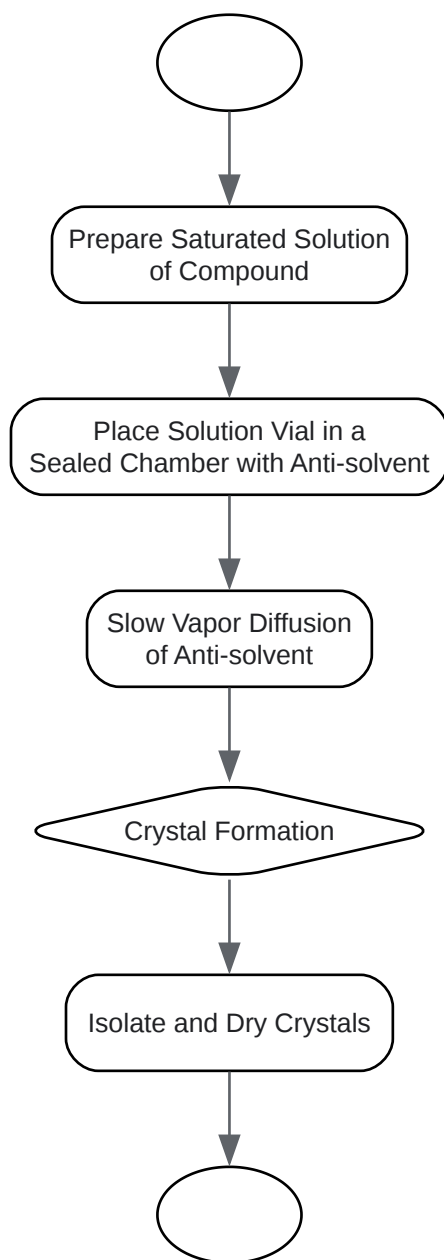 Prepare Saturated Solution
of Compound
Place Solution Vial in a
Sealed Chamber with Anti-solvent
Slow Vapor Diffusion
of Anti-solvent
Crystal Formation
Isolate and Dry Crystals